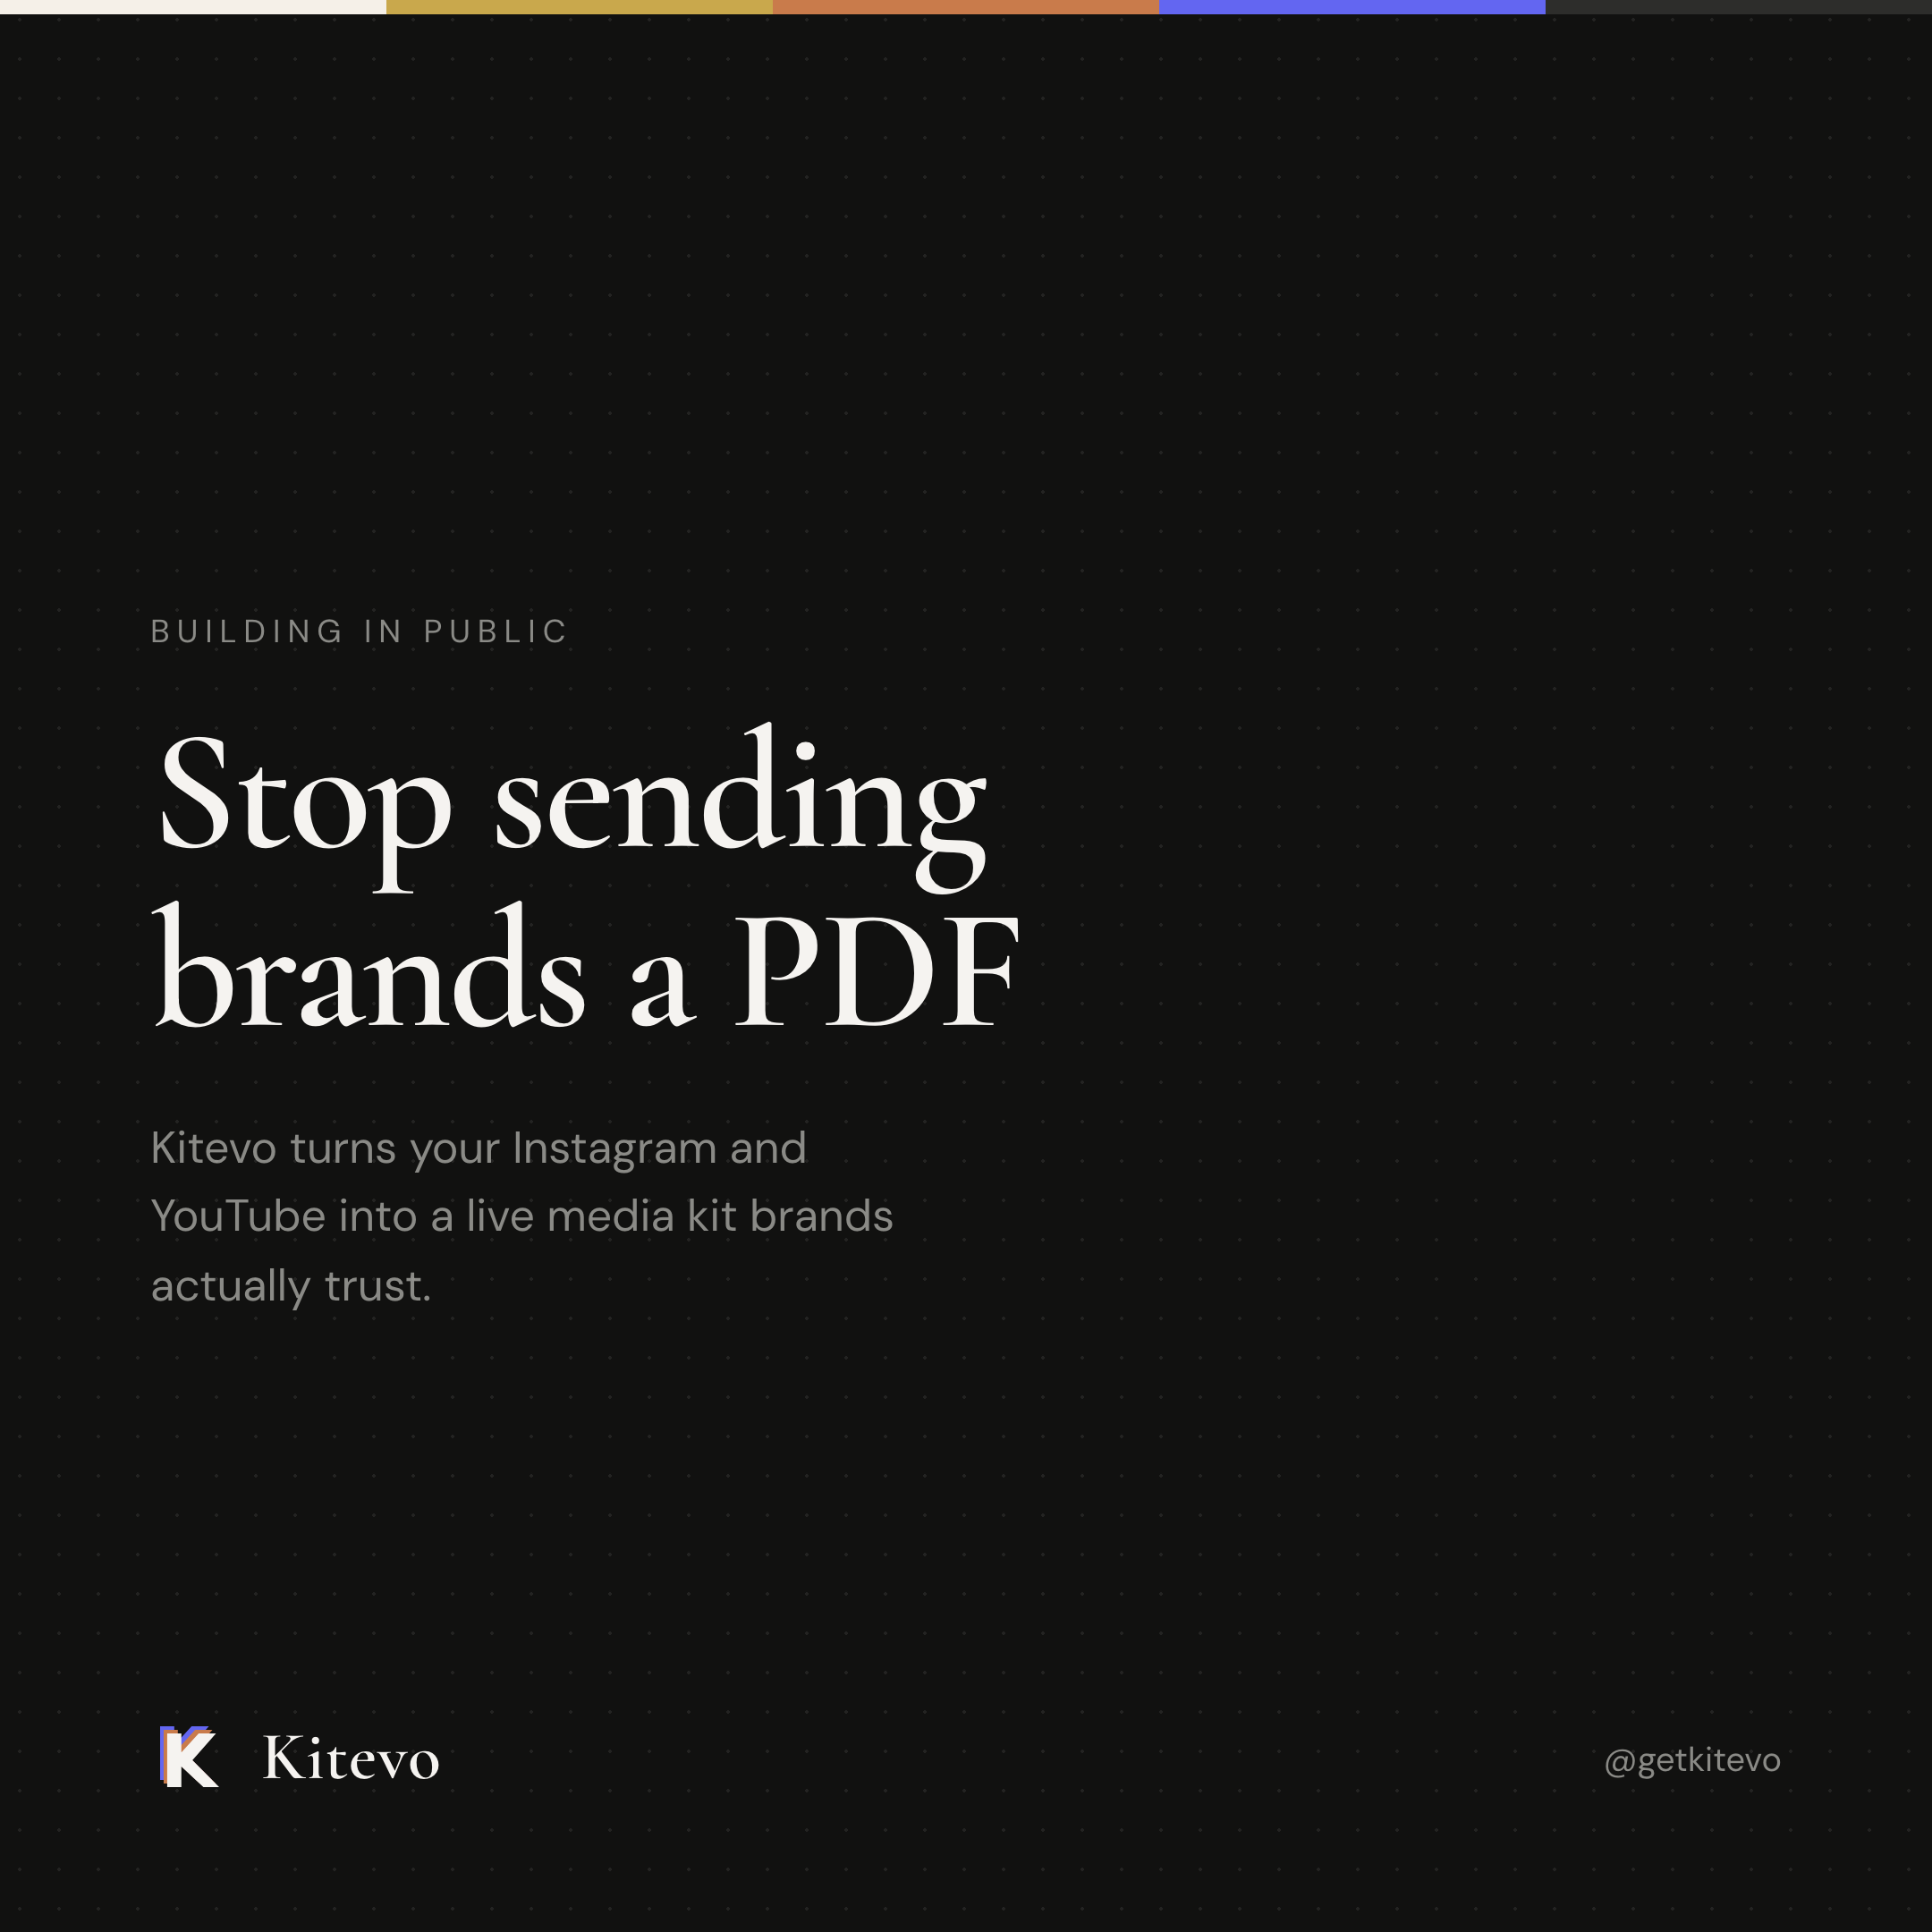 BUILDING IN PUBLIC
Stop sending
brands a PDF
Kitevo turns your Instagram and
YouTube into a live media kit brands
actually trust.
K Kitevo
@getkitevo